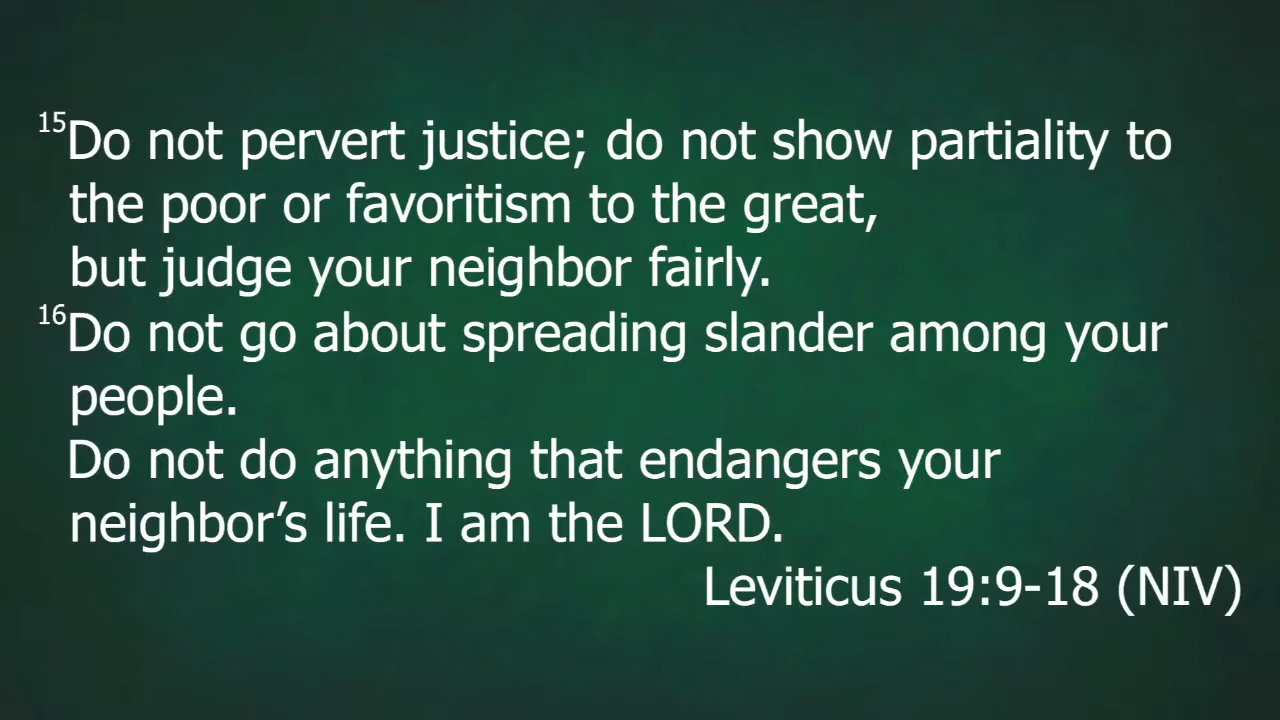 15Do not pervert justice; do not show partiality to
the poor or favoritism to the great,
but judge your neighbor fairly.
16Do not go about spreading slander among your
people.
Do not do anything that endangers your
neighbor’s life. I am the LORD.
Leviticus 19:9-18 (NIV)